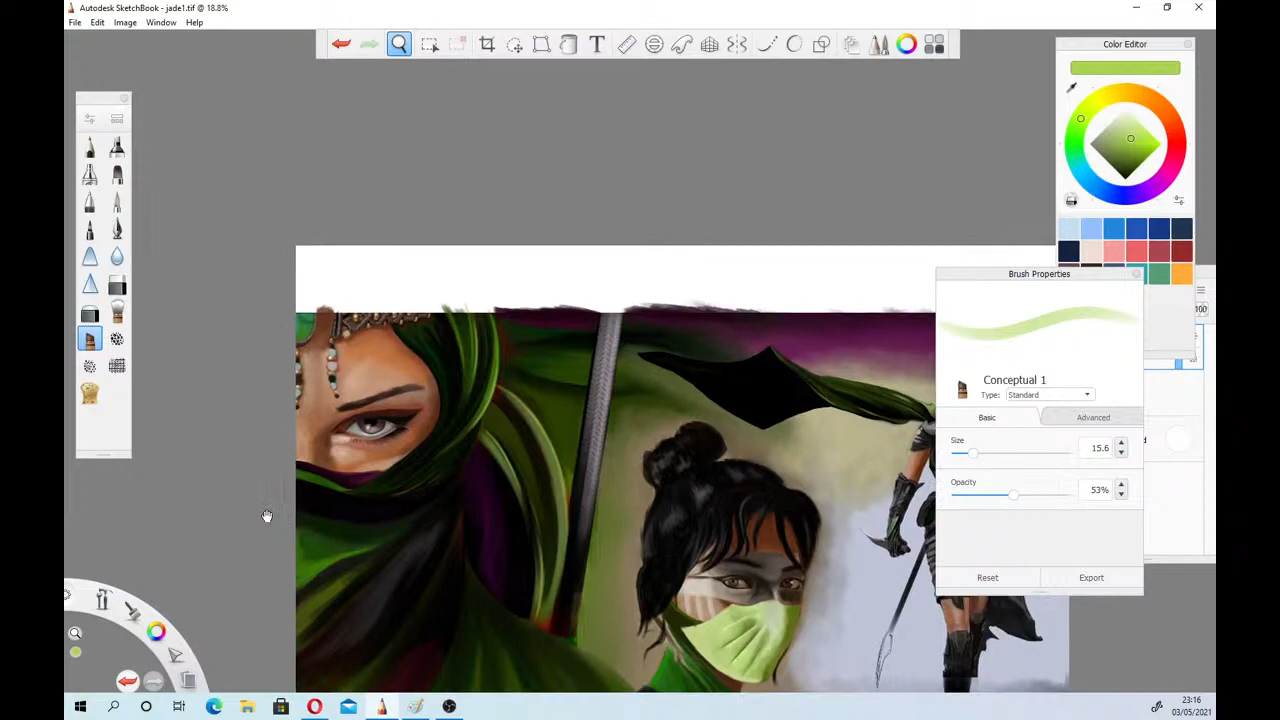 Autodesk SketchBook - jade1.tif @ 18.8%
File Edit Image Window Help
T
Color Editor
Brush Properties
100
Conceptual 1
Type: Standard
Basic Advanced
Size
15.6
Opacity
53%
Reset Export
23:16
03/05/2021